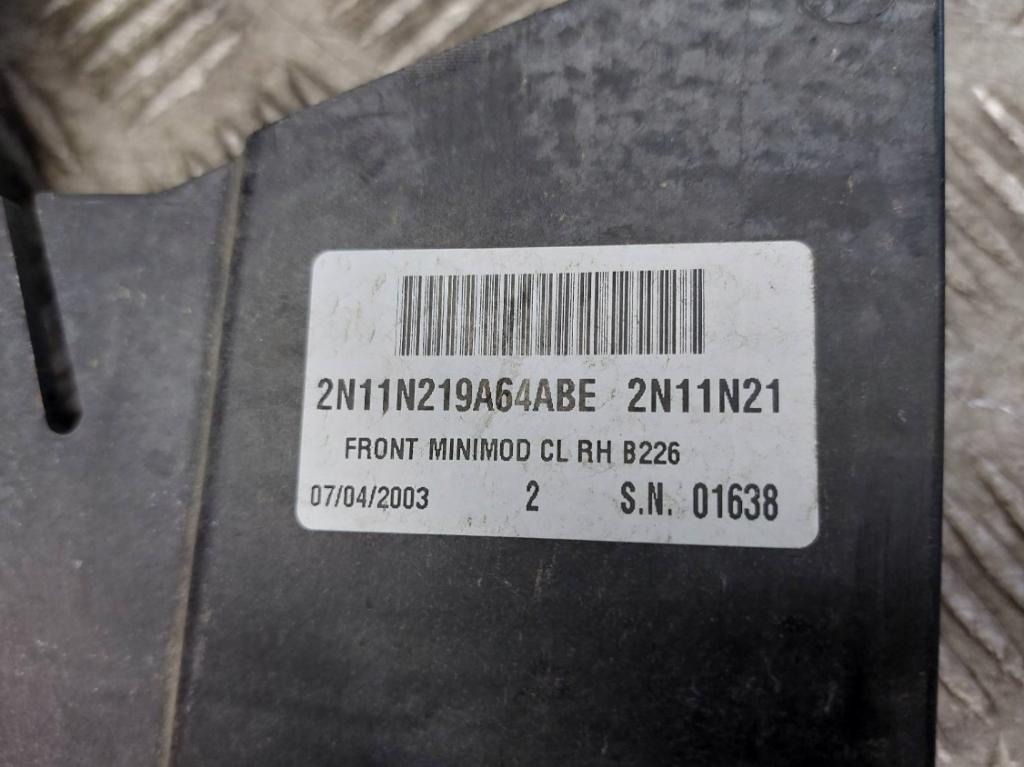 2N11N219A64ABE 2N11N21
FRONT MINIMOD CL RH B226
07/04/2003 2 S.N. 01638